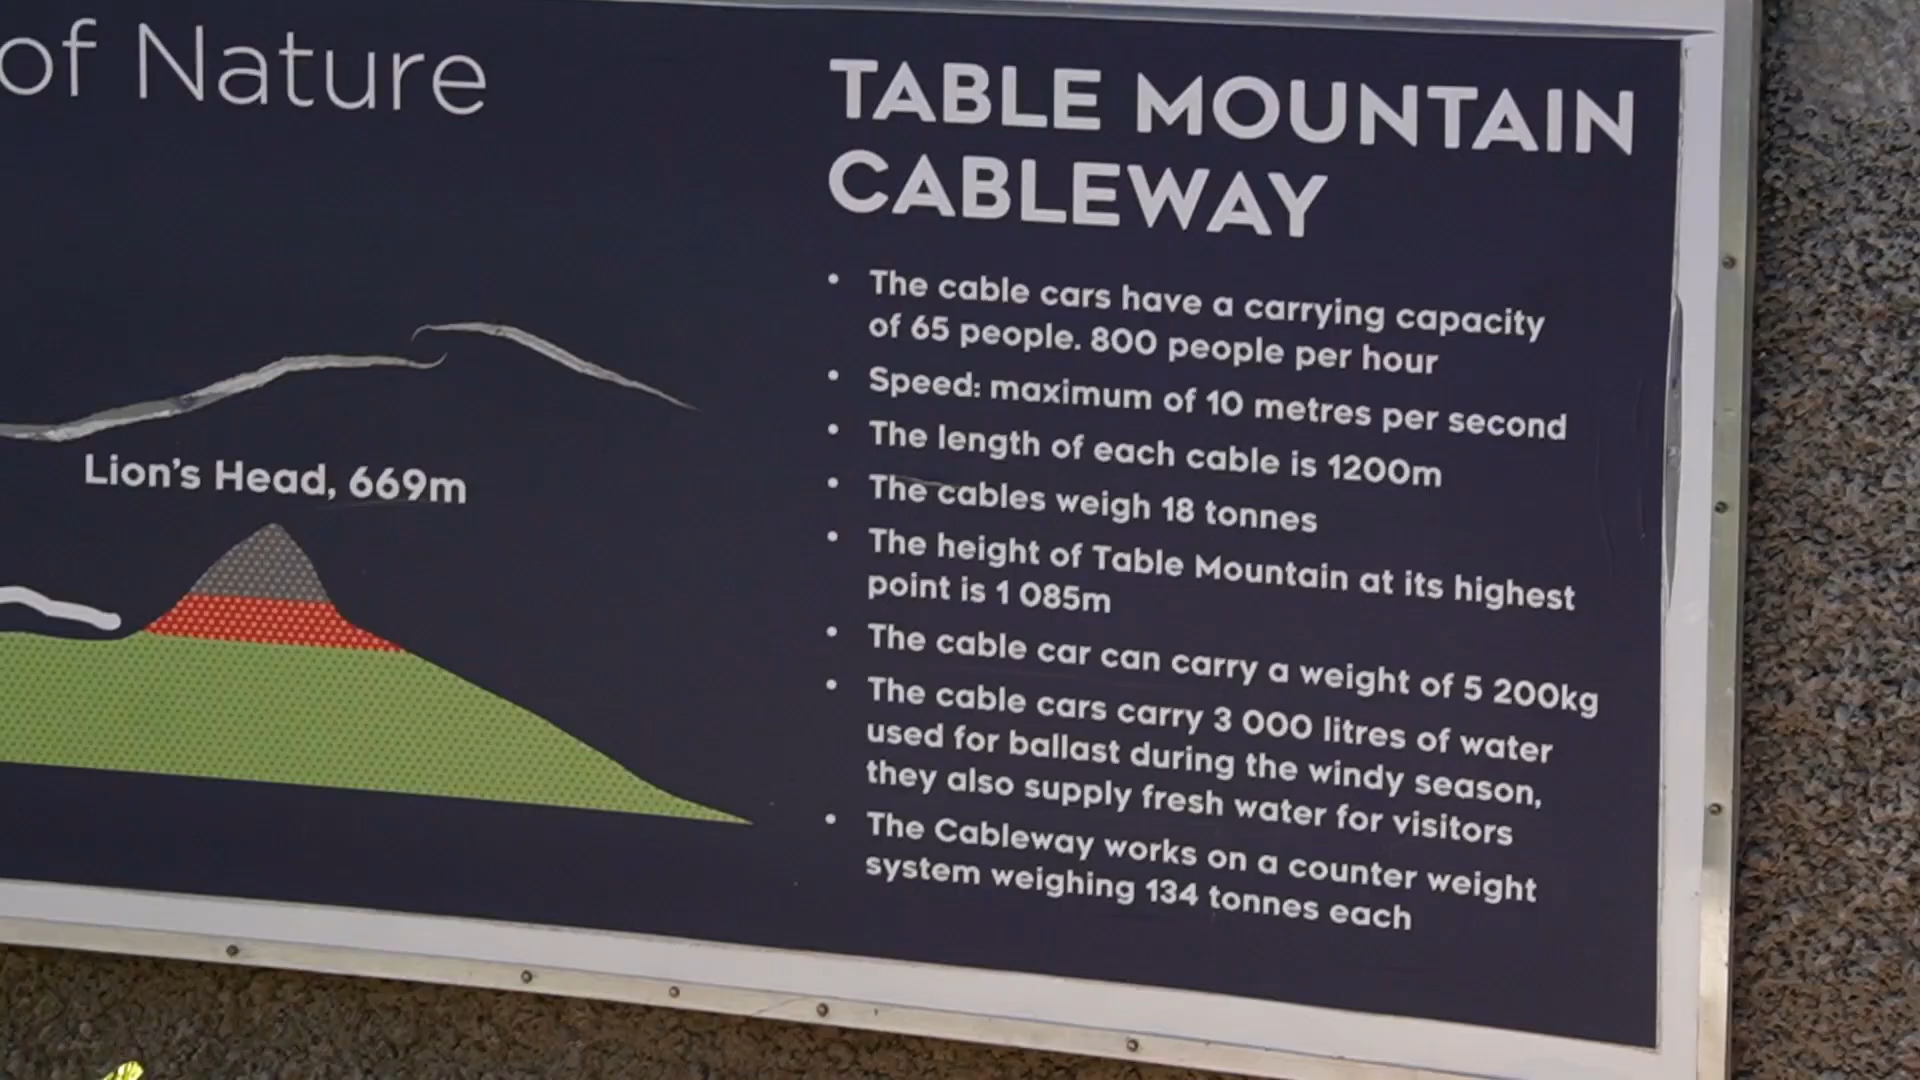 of Nature
Lion's Head, 669m
TABLE MOUNTAIN
CABLEWAY
• The cable cars have a carrying capacity
of 65 people. 800 people per hour
• Speed: maximum of 10 metres per second
• The length of each cable is 1200m
• The cables weigh 18 tonnes
• The height of Table Mountain at its highest
point is 1 085m
• The cable car can carry a weight of 5 200kg
• The cable cars carry 3 000 litres of water
used for ballast during the windy season,
they also supply fresh water for visitors
• The Cableway works on a counter weight
system weighing 134 tonnes each